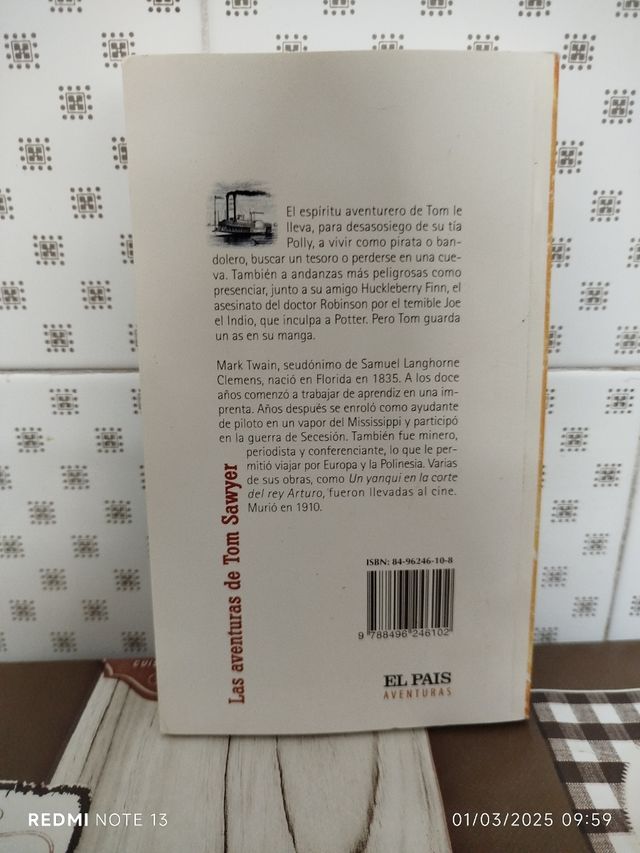 El espíritu aventurero de Tom le
lleva, para desasosiego de su tía
Polly, a vivir como pirata o ban-
dolero, buscar un tesoro o perderse en una cue-
va. También a andanzas más peligrosas como
presenciar, junto a su amigo Huckleberry Finn, el
asesinato del doctor Robinson por el temible Joe
el Indio, que inculpa a Potter. Pero Tom guarda
un as en su manga.
Mark Twain, seudónimo de Samuel Langhorne
Clemens, nació en Florida en 1835. A los doce
años comenzó a trabajar de aprendiz en una im-
prenta. Años después se enroló como ayudante
de piloto en un vapor del Mississippi y participó
en la guerra de Secesión. También fue minero,
periodista y conferenciante, lo que le per-
mitió viajar por Europa y la Polinesia. Varias
de sus obras, como Un yanqui en la corte
del rey Arturo, fueron llevadas al cine.
Murió en 1910.
Las aventuras de Tom Sawyer
ISBN: 84-96246-10-8
9 788496 246102
EL PAIS
AVENTURAS
REDMI NOTE 13
01/03/2025 09:59